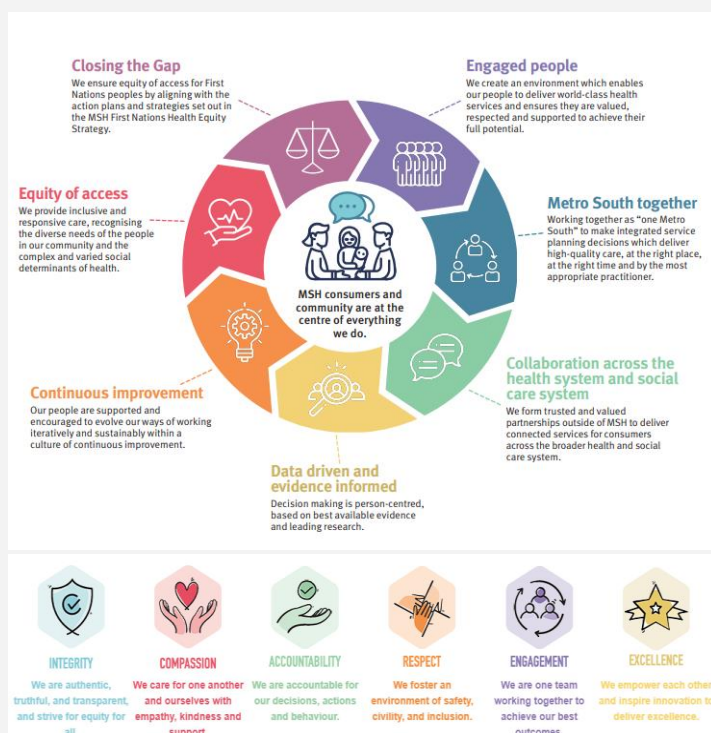 Closing the Gap
We ensure equity of access for First
Nations peoples by aligning with the
action plans and strategies set out in
the MSH First Nations Health Equity
Strategy.
Engaged people
We create an environment which enables
our people to deliver world-class health
services and ensures they are valued,
respected and supported to achieve their
full potential.
Equity of access
We provide inclusive and
responsive care, recognising
the diverse needs of the people
in our community and the
complex and varied social
determinants of health.
Metro South together
Working together as “one Metro
South” to make integrated service
planning decisions which deliver
high-quality care, at the right place,
at the right time and by the most
appropriate practitioner.
MSH consumers and
community are at the
centre of everything
we do.
Collaboration across the
health system and social
care system
We form trusted and valued
partnerships outside of MSH to deliver
connected services for consumers
across the broader health and social
care system.
Continuous improvement
Our people are supported and
encouraged to evolve our ways of working
iteratively and sustainably within a
culture of continuous improvement.
Data driven and
evidence informed
Decision making is person-centred,
based on best available evidence
and leading research.
INTEGRITY
We are authentic,
truthful, and transparent,
and strive for equity for
all.
COMPASSION
We care for one another
and ourselves with
empathy, kindness and
support.
ACCOUNTABILITY
We are accountable for
our decisions, actions
and behaviour.
RESPECT
We foster an
environment of safety,
civility, and inclusion.
ENGAGEMENT
We are one team
working together to
achieve our best
outcomes.
EXCELLENCE
We empower each other
and inspire innovation to
deliver excellence.